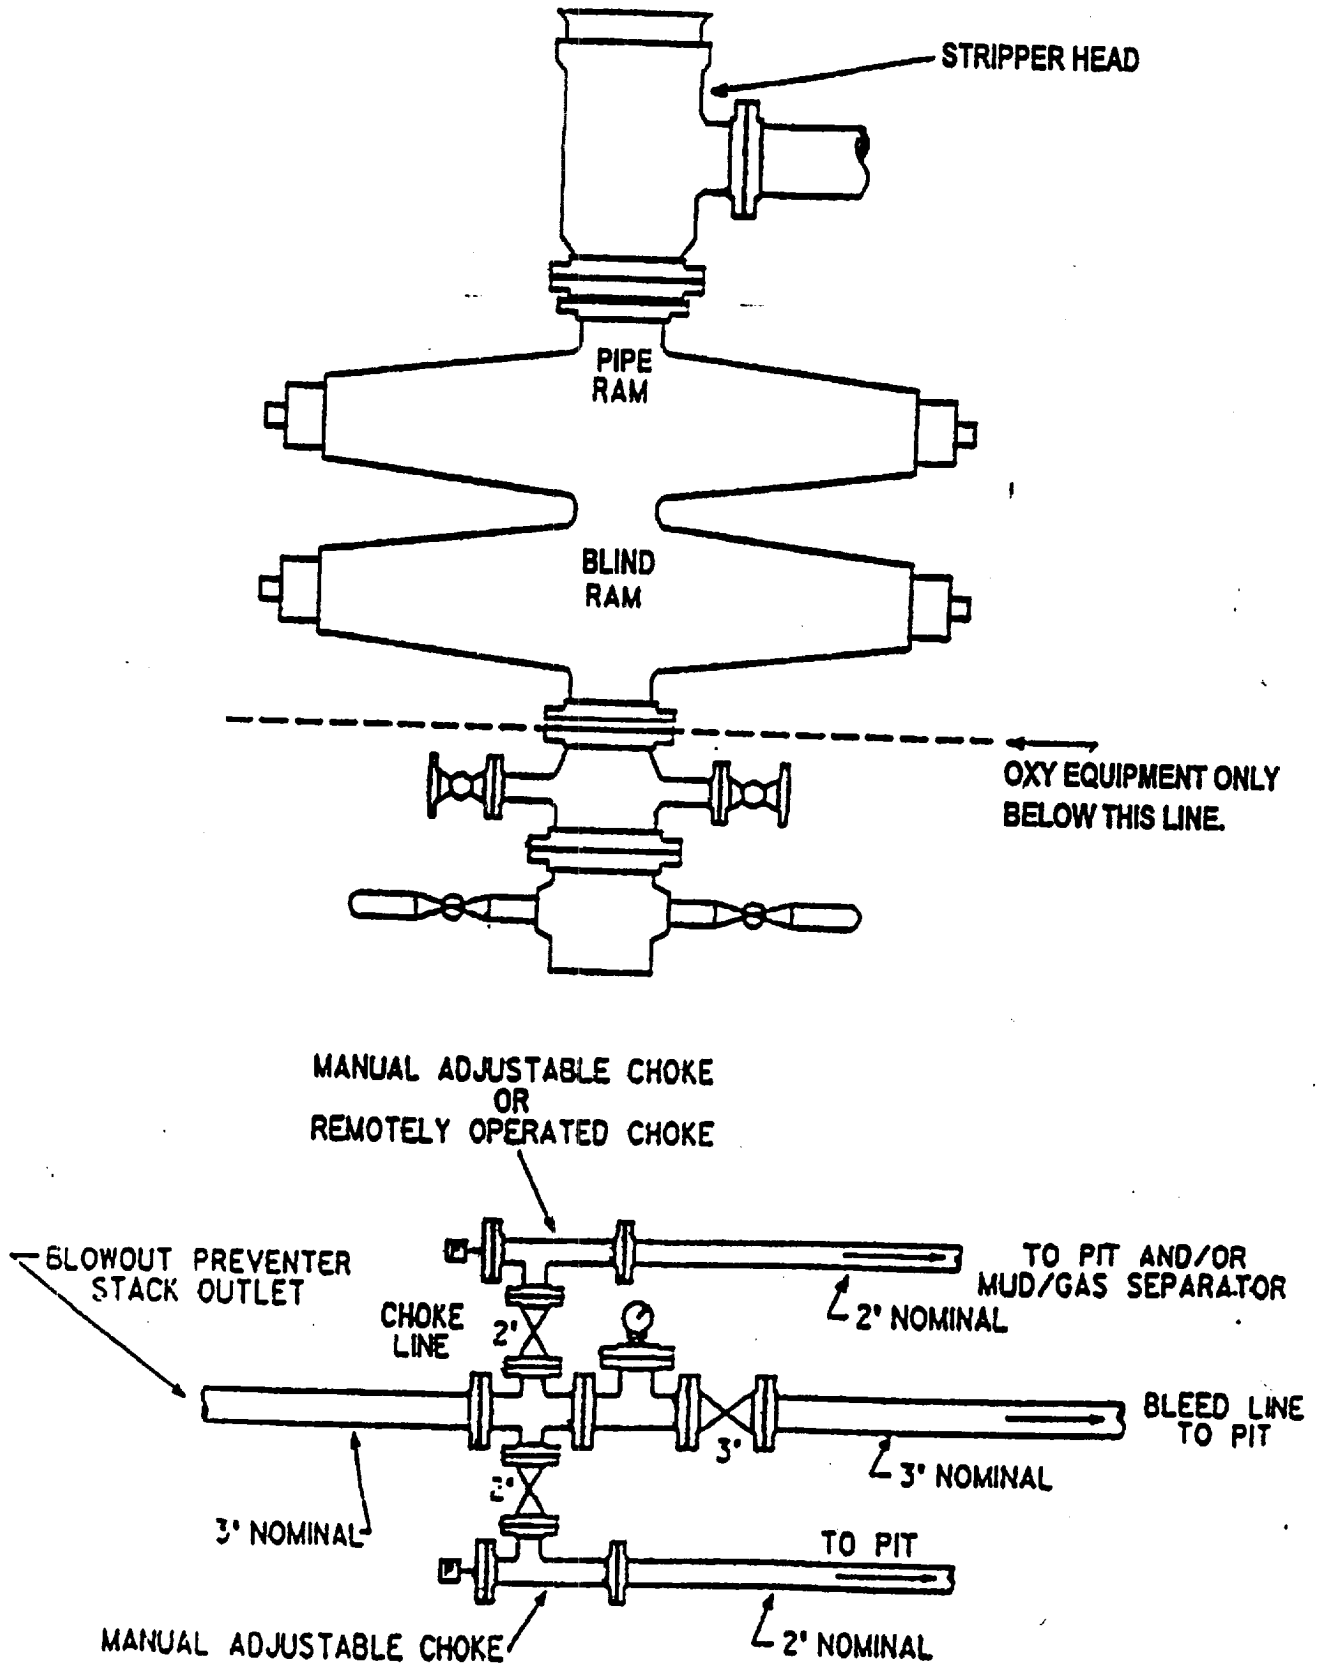 STRIPPER HEAD
PIPE
RAM
BLIND
RAM
OXY EQUIPMENT ONLY
BELOW THIS LINE.
MANUAL ADJUSTABLE CHOKE
OR
REMOTELY OPERATED CHOKE
BLOWOUT PREVENTER
STACK OUTLET
TO PIT AND/OR
MUD/GAS SEPARATOR
2" NOMINAL
CHOKE
LINE
2"
BLEED LINE
TO PIT
3"
3" NOMINAL
2"
3" NOMINAL
TO PIT
MANUAL ADJUSTABLE CHOKE
2" NOMINAL